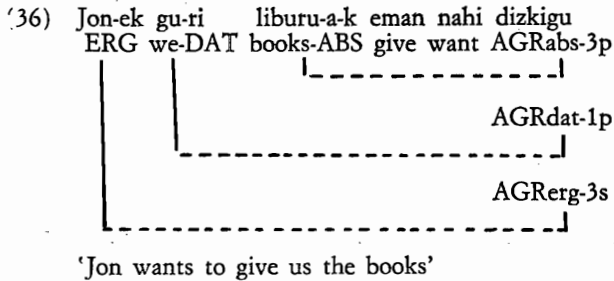 (36) Jon-ek gu-ri liburu-a-k eman nahi dizkigu
ERG we-DAT books-ABS give want AGRabs-3p
AGRdat-1p
AGRerg-3s
'Jon wants to give us the books'